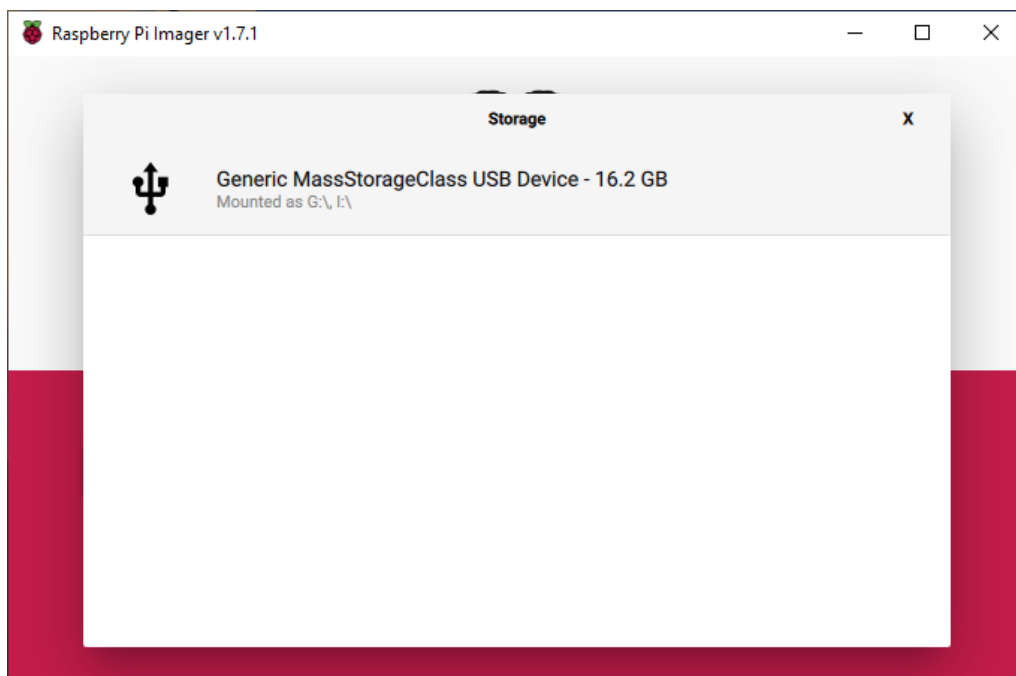 Raspberry Pi Imager v1.7.1
Storage X
Generic MassStorageClass USB Device - 16.2 GB
Mounted as G:\, I:\